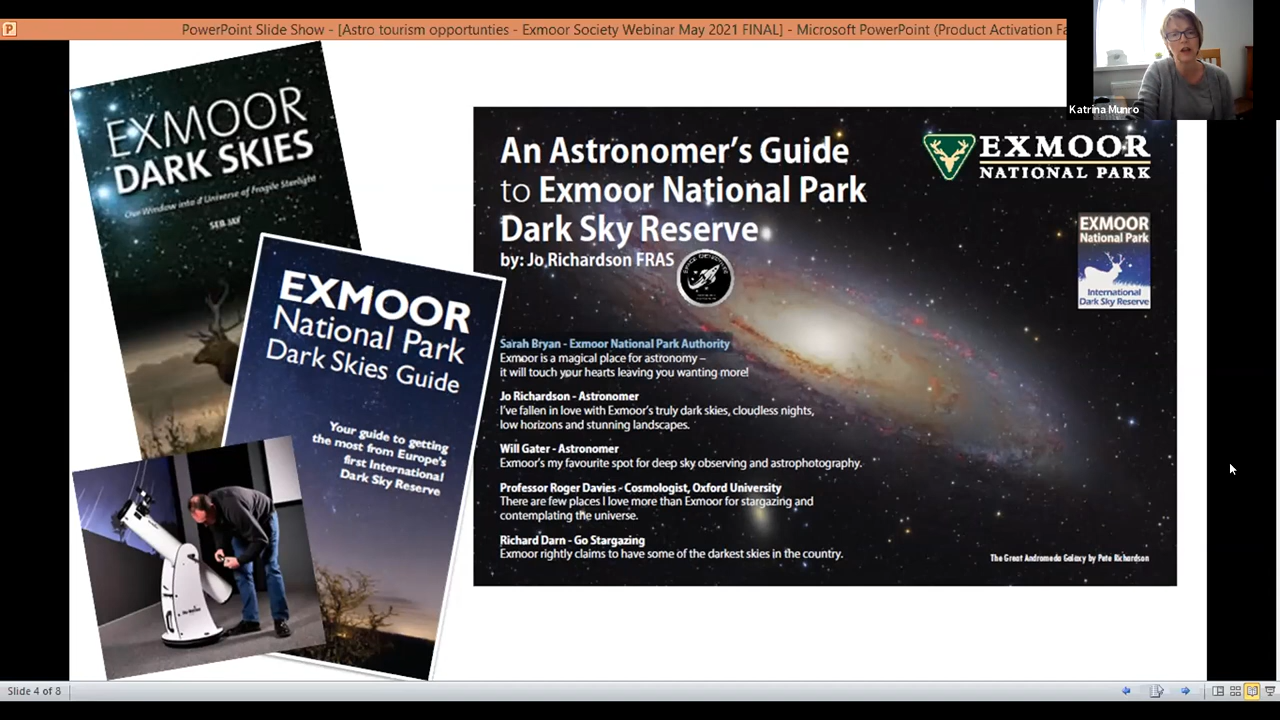 PowerPoint Slide Show - [Astro tourism opportunties - Exmoor Society Webinar May 2021 FINAL] - Microsoft PowerPoint (Product Activation Fa
Katrina Munro
EXMOOR
DARK SKIES
Our Window into a Universe of Fragile Starlight
SEB JAY
EXMOOR
National Park
Dark Skies Guide
Your guide to getting
the most from Europe's
first International
Dark Sky Reserve
An Astronomer's Guide
to Exmoor National Park
Dark Sky Reserve
by: Jo Richardson FRAS
EXMOOR
NATIONAL PARK
EXMOOR
National Park
International
Dark Sky Reserve
Sarah Bryan - Exmoor National Park Authority
Exmoor is a magical place for astronomy –
it will touch your hearts leaving you wanting more!
Jo Richardson - Astronomer
I've fallen in love with Exmoor's truly dark skies, cloudless nights,
low horizons and stunning landscapes.
Will Gater - Astronomer
Exmoor's my favourite spot for deep sky observing and astrophotography.
Professor Roger Davies - Cosmologist, Oxford University
There are few places I love more than Exmoor for stargazing and
contemplating the universe.
Richard Darn - Go Stargazing
Exmoor rightly claims to have some of the darkest skies in the country.
The Great Andromeda Galaxy by Pete Richardson
Slide 4 of 8